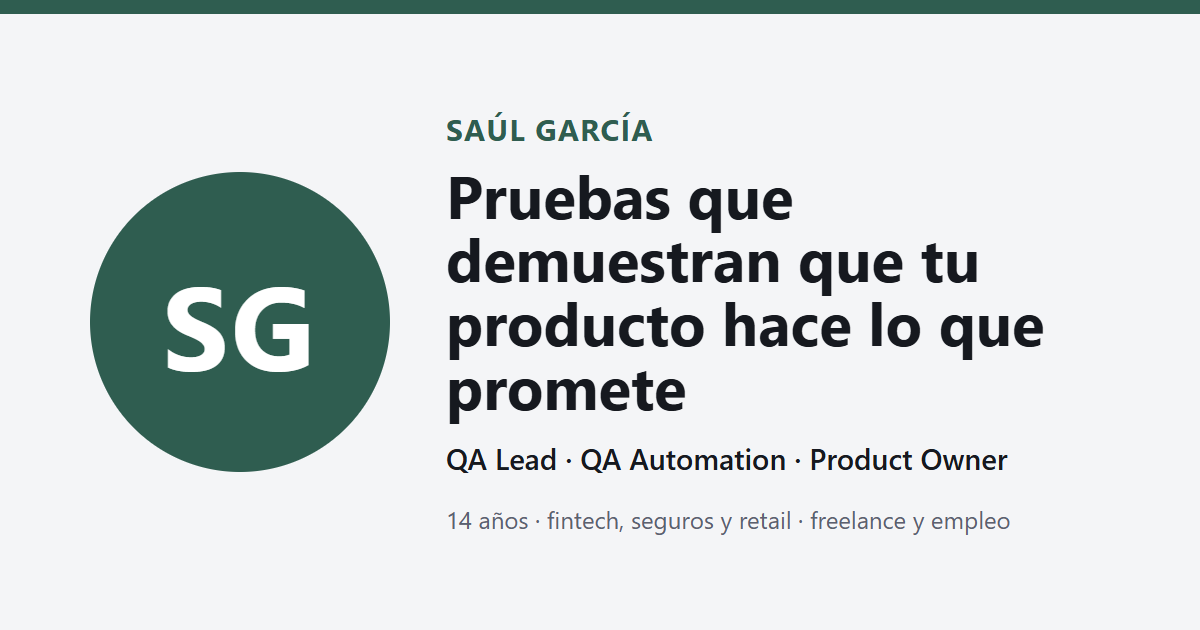 SG
SAÚL GARCÍA
Pruebas que
demuestran que tu
producto hace lo que
promete
QA Lead · QA Automation · Product Owner
14 años · fintech, seguros y retail · freelance y empleo